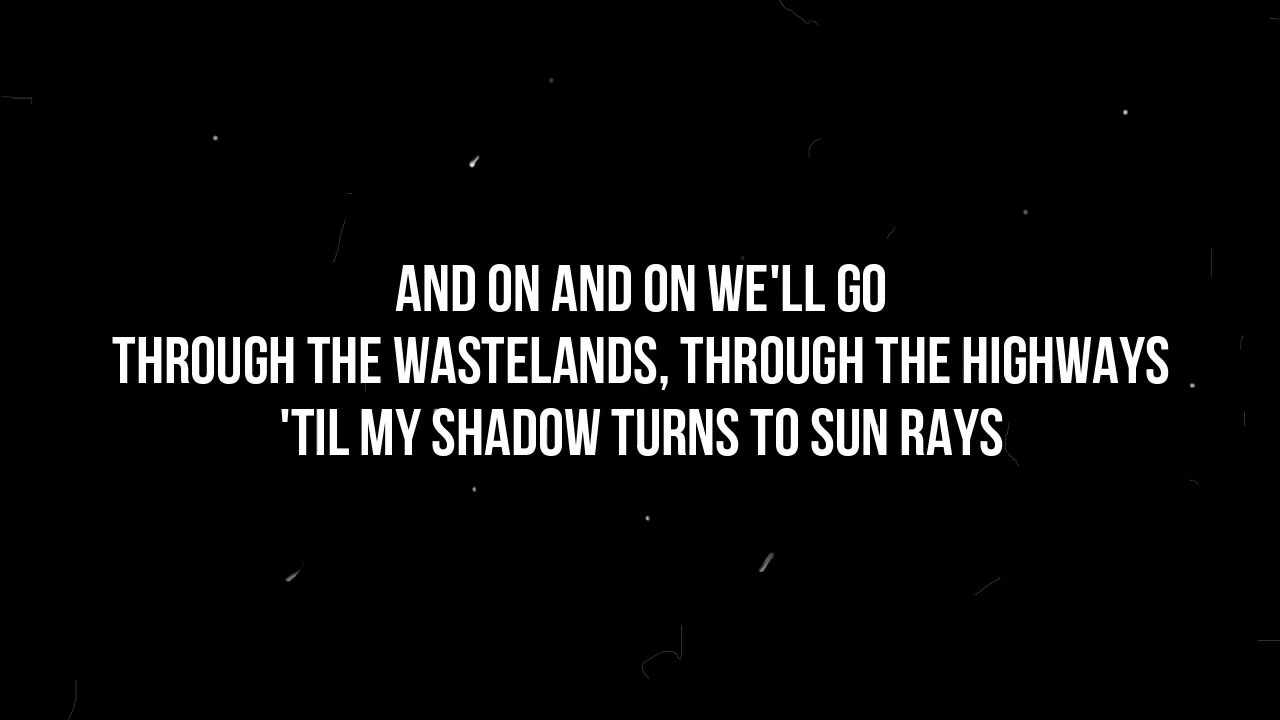 AND ON AND ON WE'LL GO
THROUGH THE WASTELANDS, THROUGH THE HIGHWAYS
'TIL MY SHADOW TURNS TO SUN RAYS